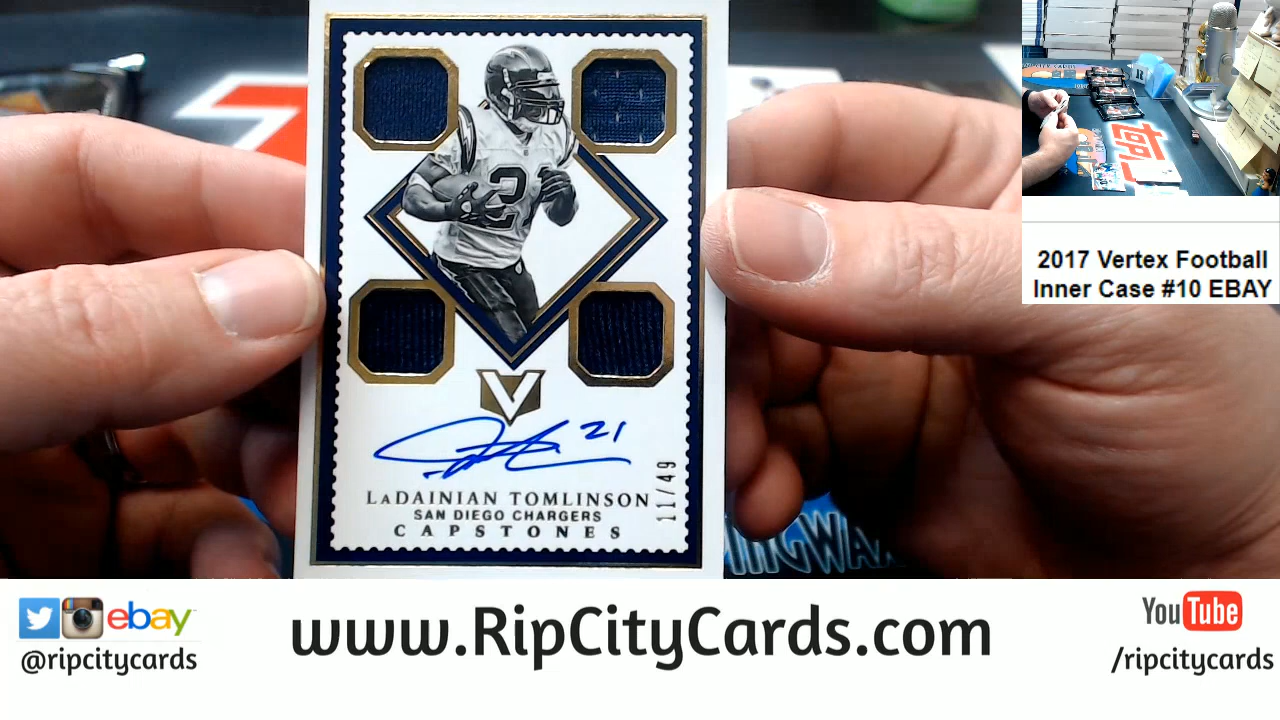 21
V
21
LADAINIAN TOMLINSON
SAN DIEGO CHARGERS
CAPSTONES
11/49
2017 Vertex Football
Inner Case #10 EBAY
ebay
@ripcitycards
www.RipCityCards.com
YouTube
/ripcitycards